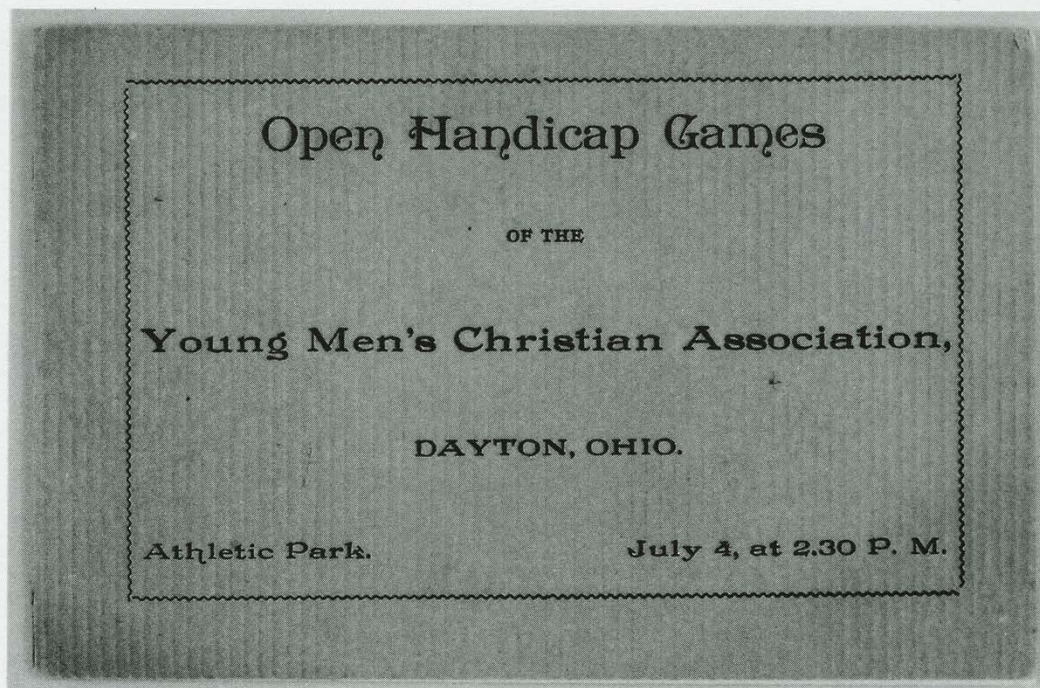 Open Handicap Games
OF THE
Young Men's Christian Association,
DAYTON, OHIO.
Athletic Park. July 4, at 2.30 P. M.